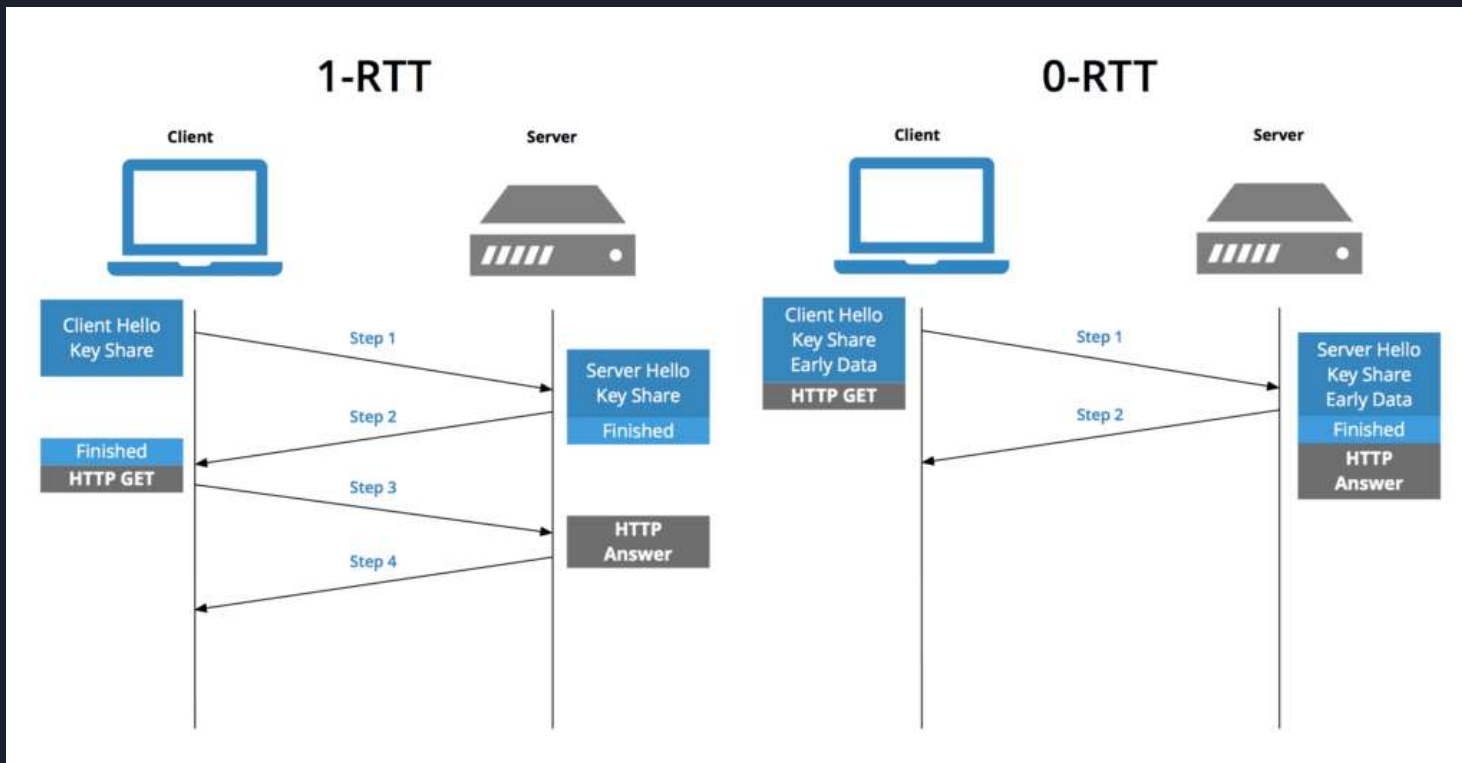 1-RTT
Client
Server
Client Hello
Key Share
Step 1
Server Hello
Key Share
Finished
Step 2
Finished
HTTP GET
Step 3
HTTP
Answer
Step 4
0-RTT
Client
Server
Client Hello
Key Share
Early Data
HTTP GET
Step 1
Server Hello
Key Share
Early Data
Finished
HTTP
Answer
Step 2